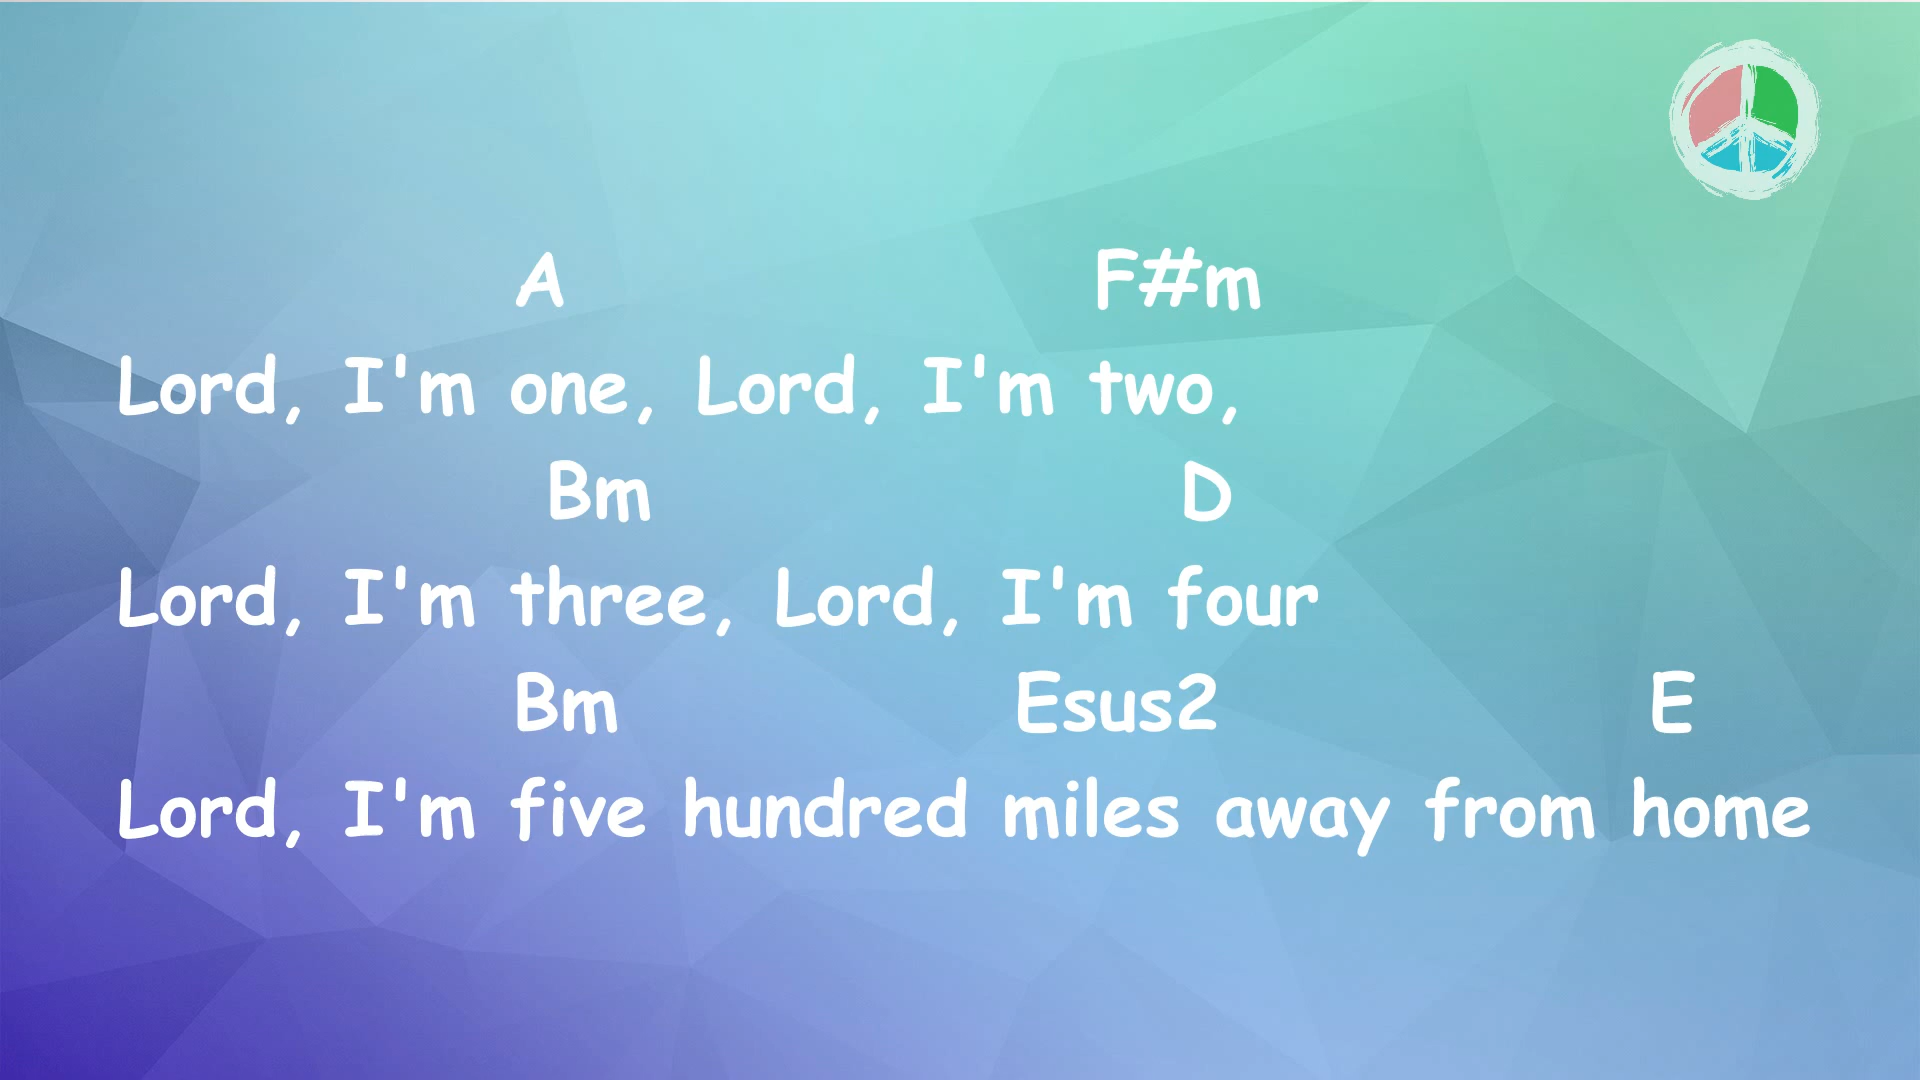 A F#m
Lord, I'm one, Lord, I'm two,
Bm D
Lord, I'm three, Lord, I'm four
Bm Esus2 E
Lord, I'm five hundred miles away from home